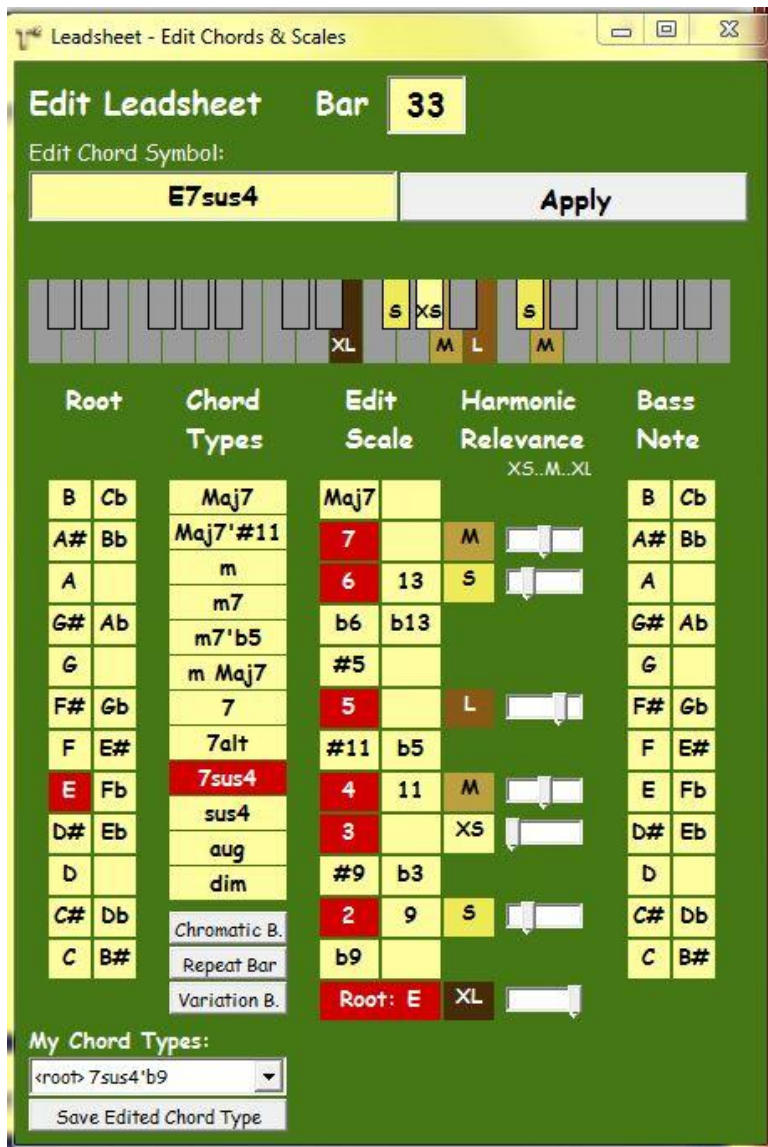 Leadsheet - Edit Chords & Scales
Edit Leadsheet Bar 33
Edit Chord Symbol:
E7sus4 Apply
S XS S
XL M L M
Root Chord Edit Harmonic Bass
Types Scale Relevance Note
XS..M..XL
B Cb Maj7 Maj7 B Cb
A# Bb Maj7'#11 7 M A# Bb
A m 6 13 S A
m7
G# Ab m7'b5 b6 b13 G# Ab
G m Maj7 #5 G
F# Gb 7 5 L F# Gb
F E# 7alt #11 b5 F E#
E Fb 7sus4 4 11 M E Fb
D# Eb sus4 3 XS D# Eb
aug
D dim #9 b3 D
C# Db Chromatic B. 2 9 S C# Db
C B# Repeat Bar b9 C B#
Variation B. Root: E XL
My Chord Types:
<root> 7sus4'b9
Save Edited Chord Type